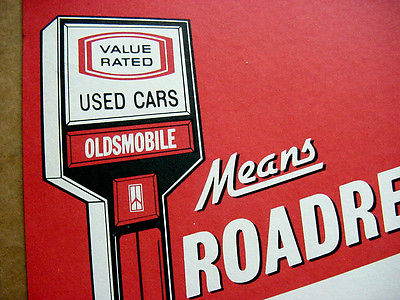 VALUE
RATED
USED CARS
OLDSMOBILE
Means
ROADRE